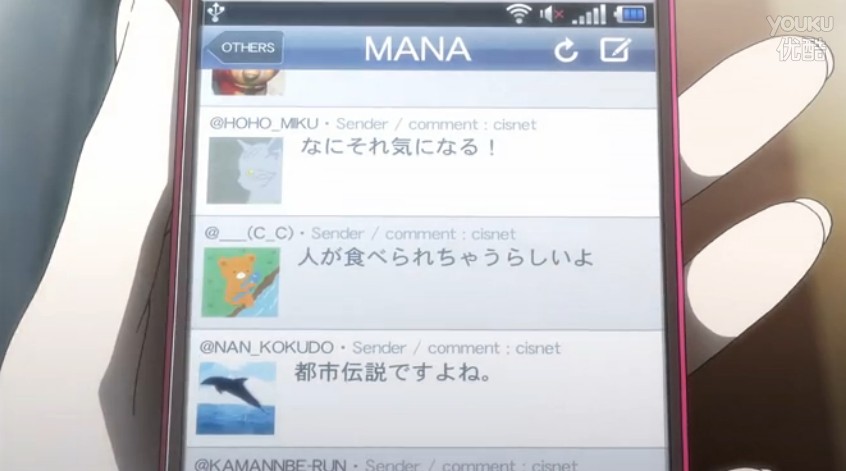 YOUKU
优酷
OTHERS
MANA
@HOHO_MIKU・Sender / comment : cisnet
なにそれ気になる！
@___(C_C)・Sender / comment : cisnet
人が食べられちゃうらしいよ
@NAN_KOKUDO・Sender / comment : cisnet
都市伝説ですよね。
@KAMANNBE-RUN・Sender / comment : cisnet